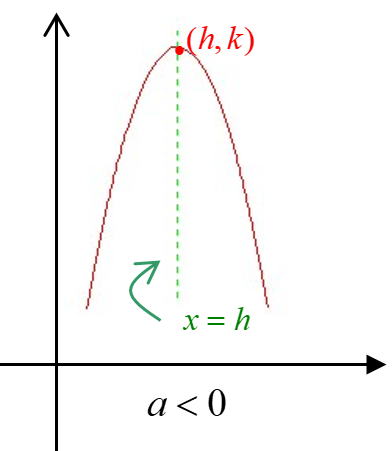 (h, k)
x = h
a < 0